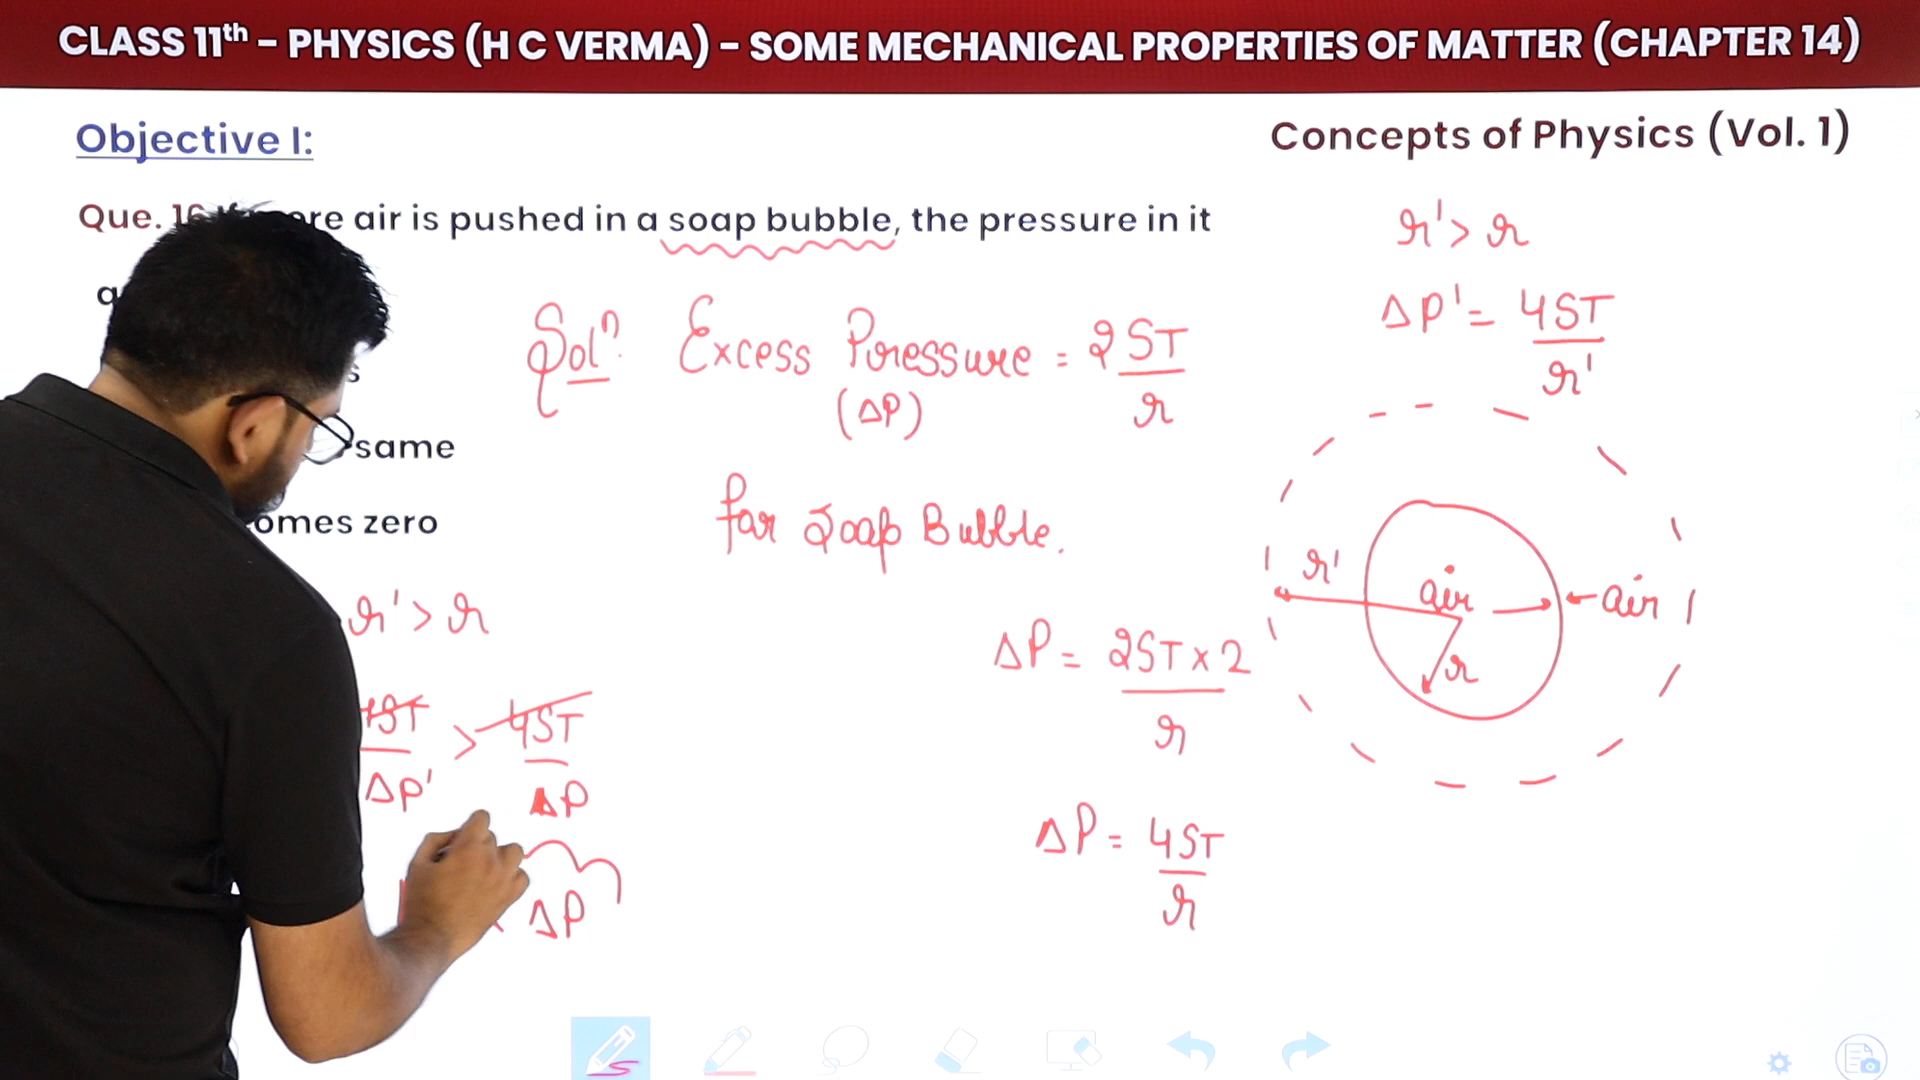 CLASS 11th - PHYSICS (H C VERMA) - SOME MECHANICAL PROPERTIES OF MATTER (CHAPTER 14)
Objective I:
Concepts of Physics (Vol. 1)
Que. air is pushed in a soap bubble, the pressure in it
same
zero
Soln. Excess Pressure = 2ST/r
(ΔP)
for Soap Bubble.
r' > r
ΔP' = 4ST/r'
r'
air
air
r
ΔP = 2ST x 2/r
ΔP = 4ST/r
r' > r
4ST/ΔP' > 4ST/ΔP
ΔP